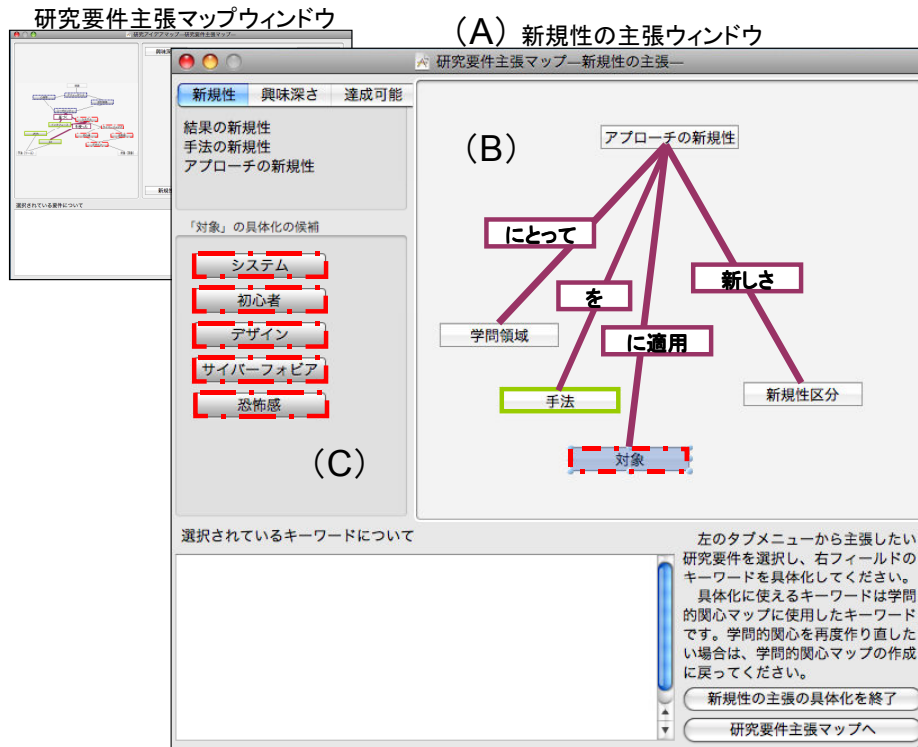 研究要件主張マップウィンドウ
(A) 新規性の主張ウィンドウ
研究要件主張マップ―新規性の主張―
新規性 興味深さ 達成可能
結果の新規性
手法の新規性
アプローチの新規性
「対象」の具体化の候補
システム
初心者
デザイン
サイバーフォビア
恐怖感
(C)
(B)
アプローチの新規性
にとって
を
に適用
新しさ
学問領域
手法
対象
新規性区分
選択されている要件について
選択されているキーワードについて
左のタブメニューから主張したい
研究要件を選択し、右フィールドの
キーワードを具体化してください。
具体化に使えるキーワードは学問
的関心マップに使用したキーワード
です。学問的関心を再度作り直した
い場合は、学問的関心マップの作成
に戻ってください。
新規性の主張の具体化を終了
研究要件主張マップへ